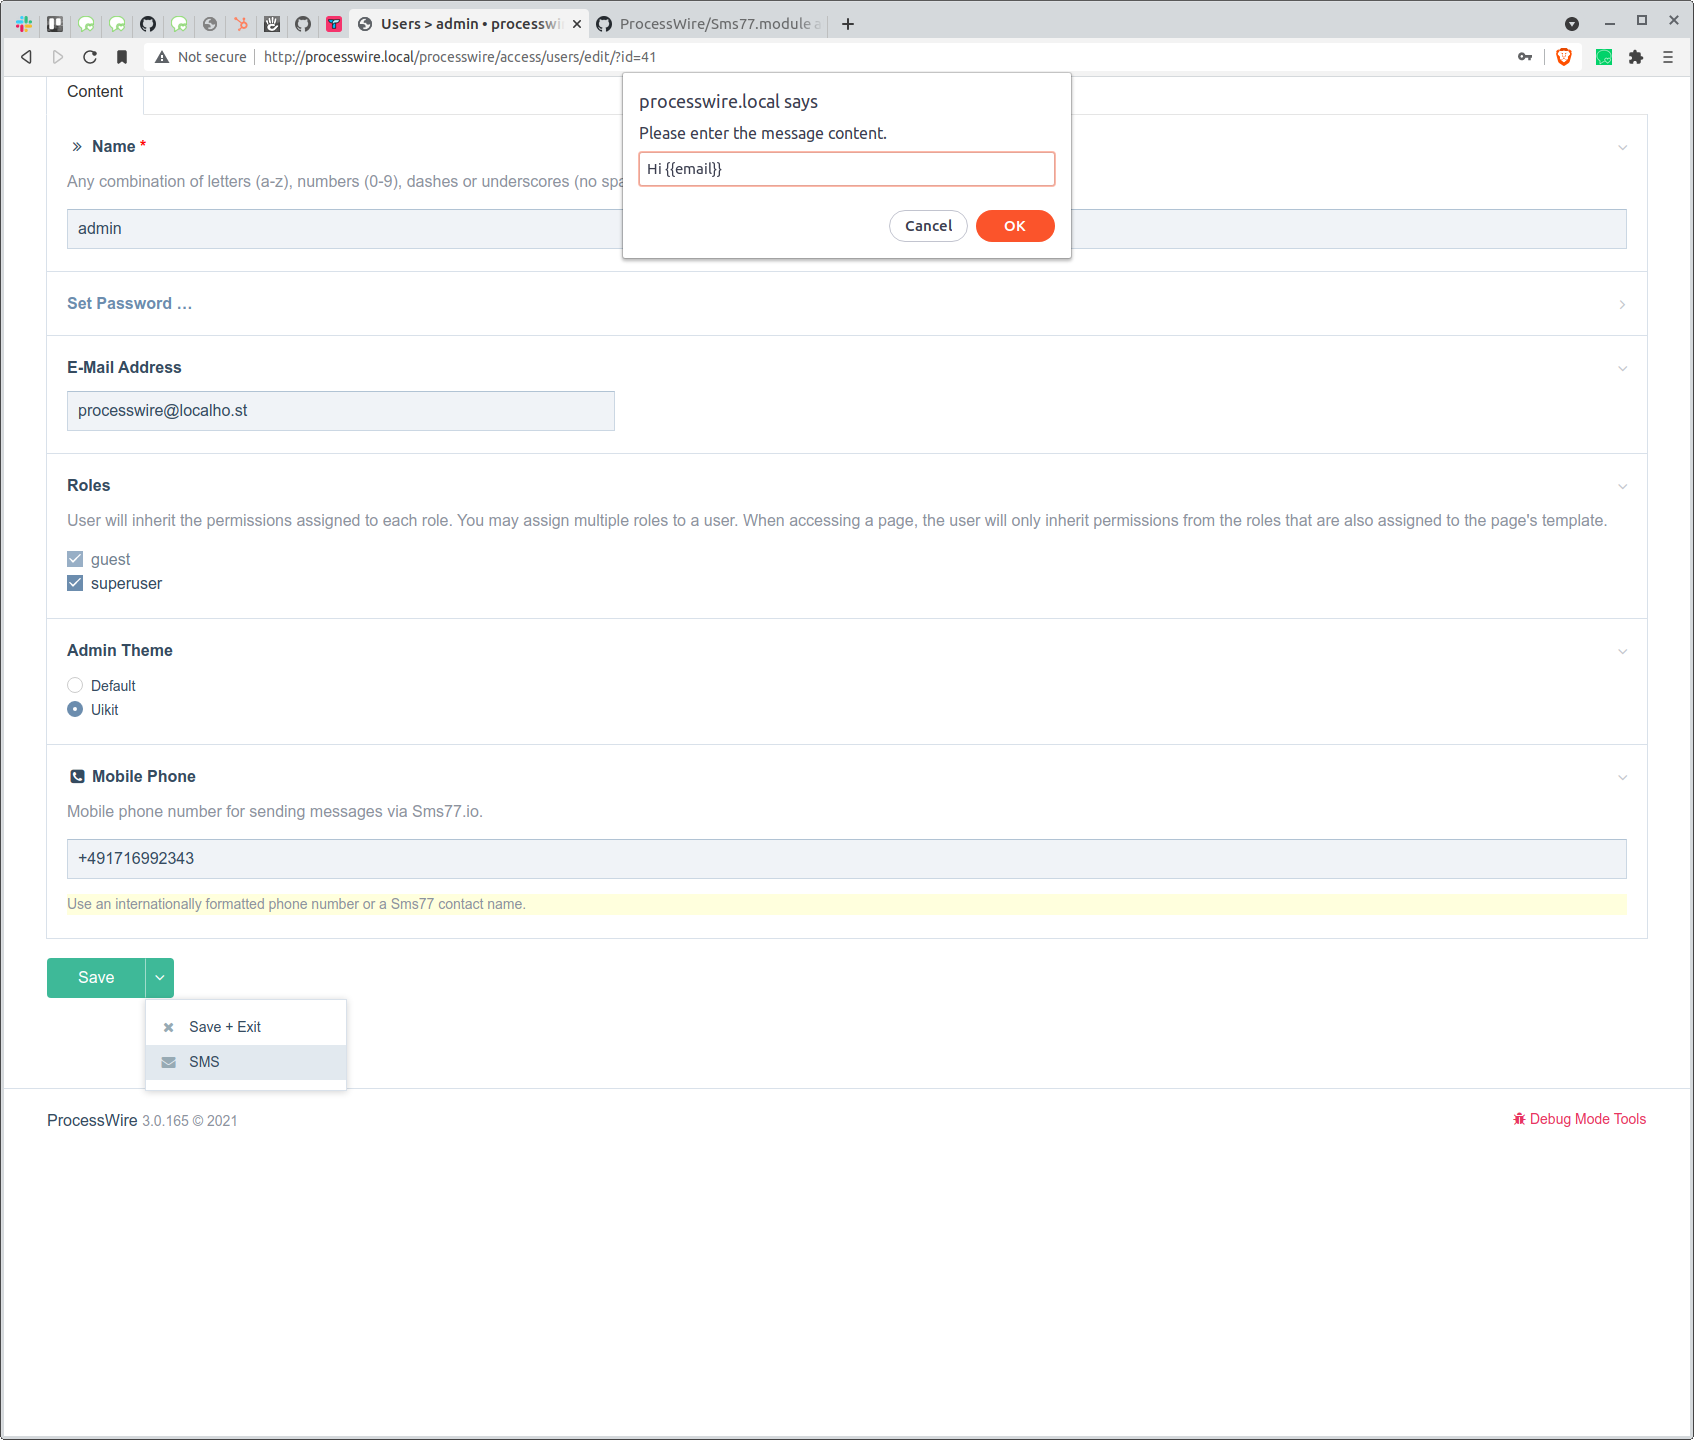 Users > admin • processwi
ProcessWire/Sms77.module a
Not secure
http://processwire.local/processwire/access/users/edit/?id=41
processwire.local says
Please enter the message content.
Hi {{email}}
Cancel
OK
Content
Name *
Any combination of letters (a-z), numbers (0-9), dashes or underscores (no spa
admin
Set Password …
E-Mail Address
processwire@localho.st
Roles
User will inherit the permissions assigned to each role. You may assign multiple roles to a user. When accessing a page, the user will only inherit permissions from the roles that are also assigned to the page's template.
guest
superuser
Admin Theme
Default
Uikit
Mobile Phone
Mobile phone number for sending messages via Sms77.io.
+491716992343
Use an internationally formatted phone number or a Sms77 contact name.
Save
Save + Exit
SMS
ProcessWire 3.0.165 © 2021
Debug Mode Tools